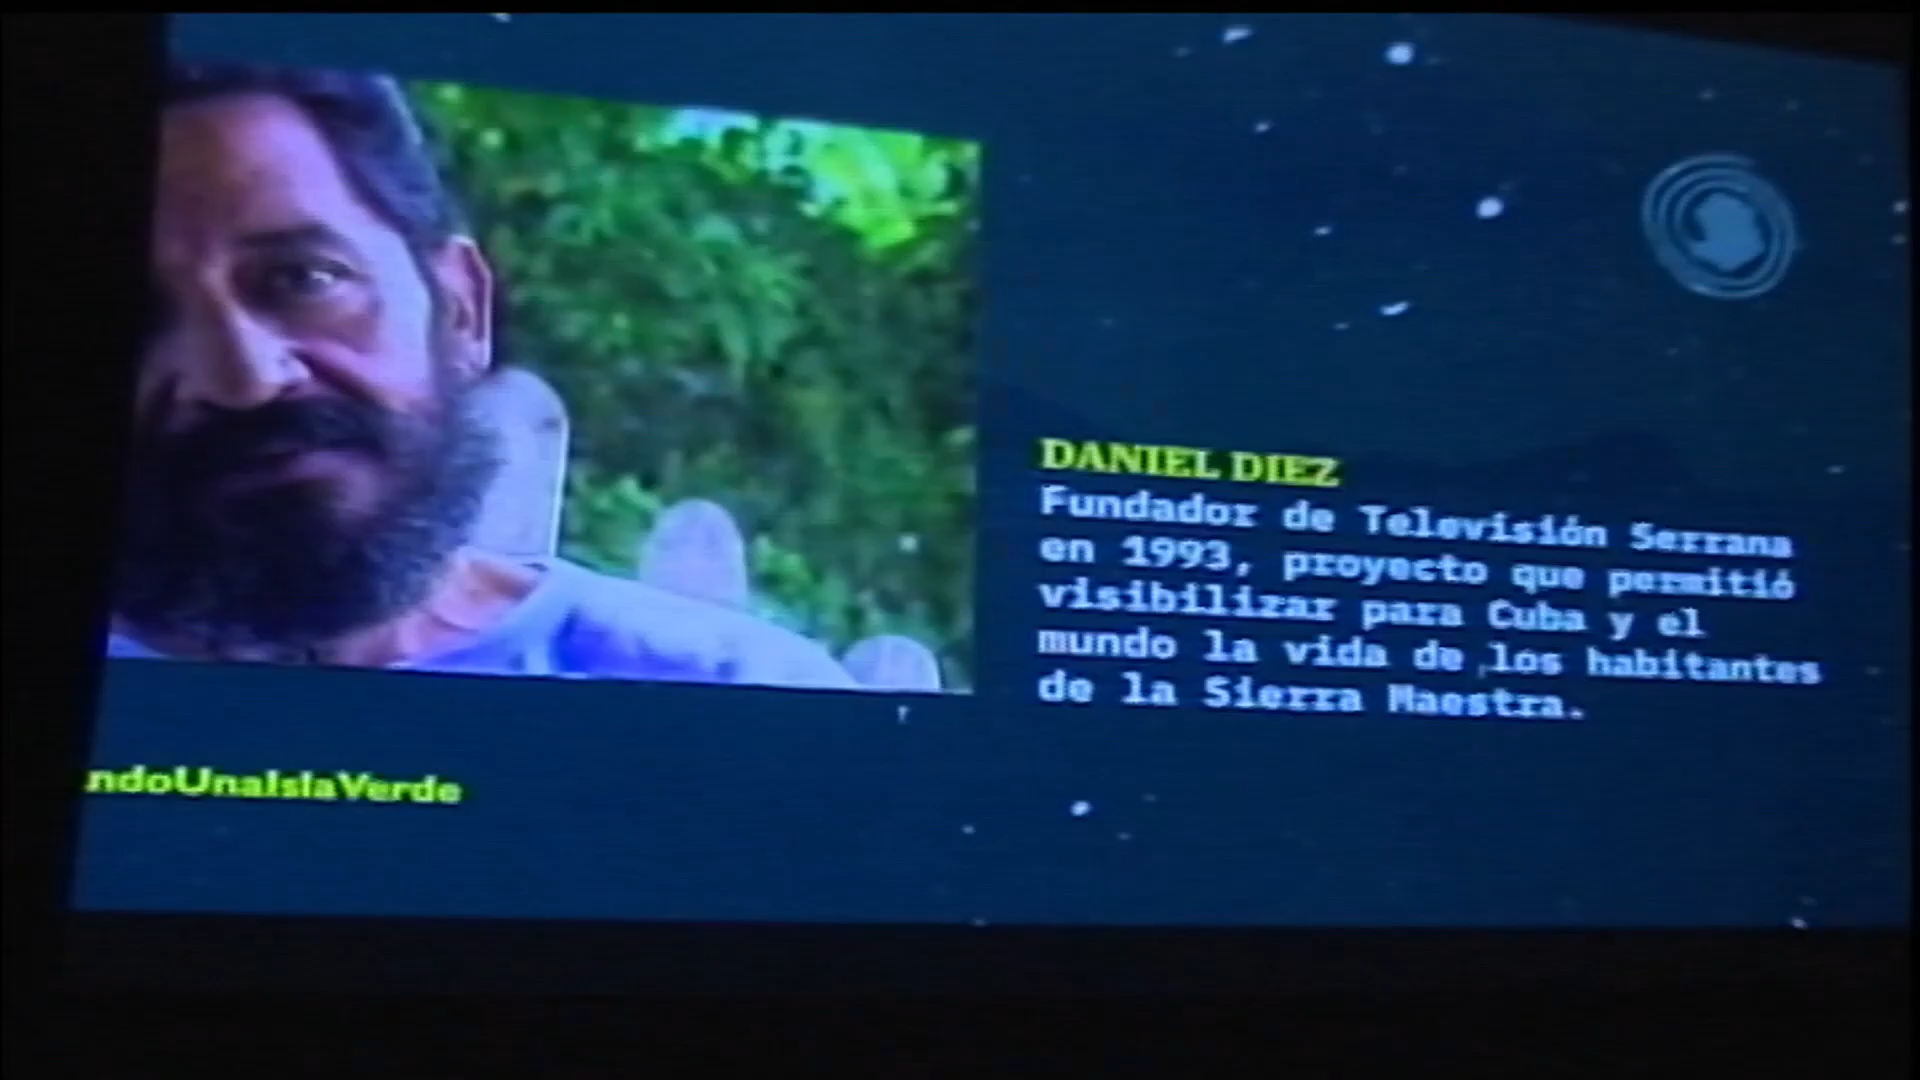 DANIEL DIEZ
Fundador de Televisión Serrana
en 1993, proyecto que permitió
visibilizar para Cuba y el
mundo la vida de los habitantes
de la Sierra Maestra.
ndoUnaIslaVerde